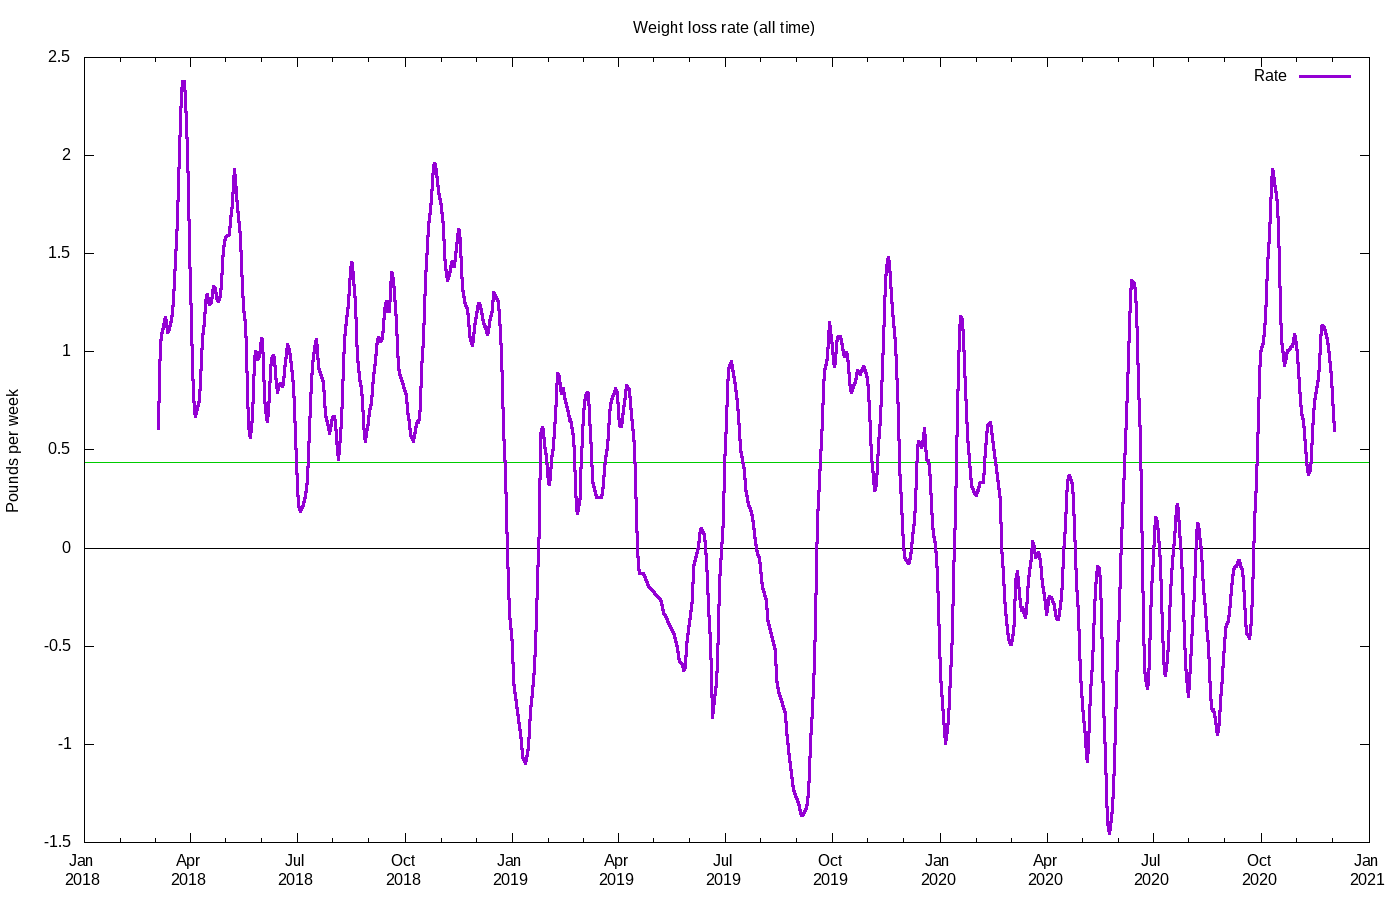 Weight loss rate (all time)
Rate
Pounds per week
2.5
2
1.5
1
0.5
0
-0.5
-1
-1.5
Jan Apr Jul Oct Jan Apr Jul Oct Jan Apr Jul Oct Jan
2018 2018 2018 2018 2019 2019 2019 2019 2020 2020 2020 2020 2021